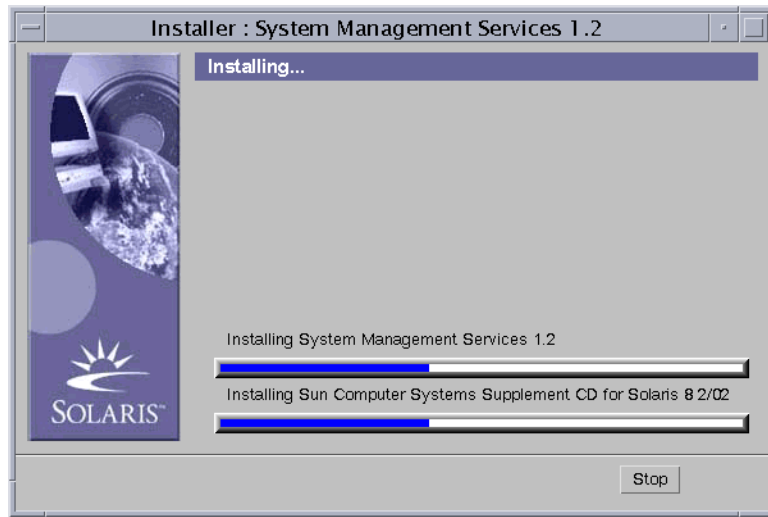 Installer : System Management Services 1.2
Installing...
Installing System Management Services 1.2
Installing Sun Computer Systems Supplement CD for Solaris 8 2/02
SOLARIS™
Stop